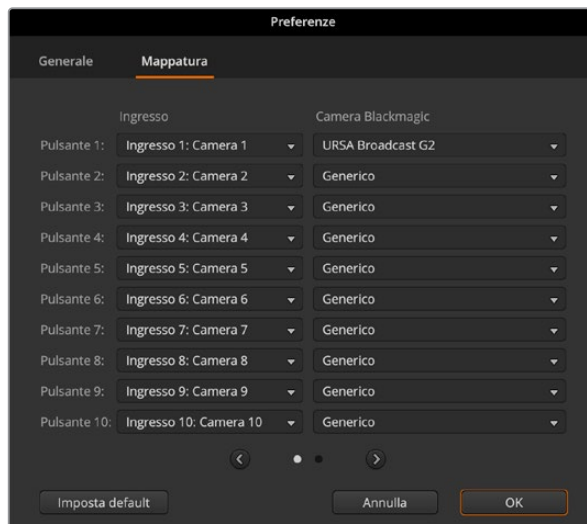 Preferenze
Generale Mappatura
Ingresso Camera Blackmagic
Pulsante 1: Ingresso 1: Camera 1 URSA Broadcast G2
Pulsante 2: Ingresso 2: Camera 2 Generico
Pulsante 3: Ingresso 3: Camera 3 Generico
Pulsante 4: Ingresso 4: Camera 4 Generico
Pulsante 5: Ingresso 5: Camera 5 Generico
Pulsante 6: Ingresso 6: Camera 6 Generico
Pulsante 7: Ingresso 7: Camera 7 Generico
Pulsante 8: Ingresso 8: Camera 8 Generico
Pulsante 9: Ingresso 9: Camera 9 Generico
Pulsante 10: Ingresso 10: Camera 10 Generico
Imposta default Annulla OK